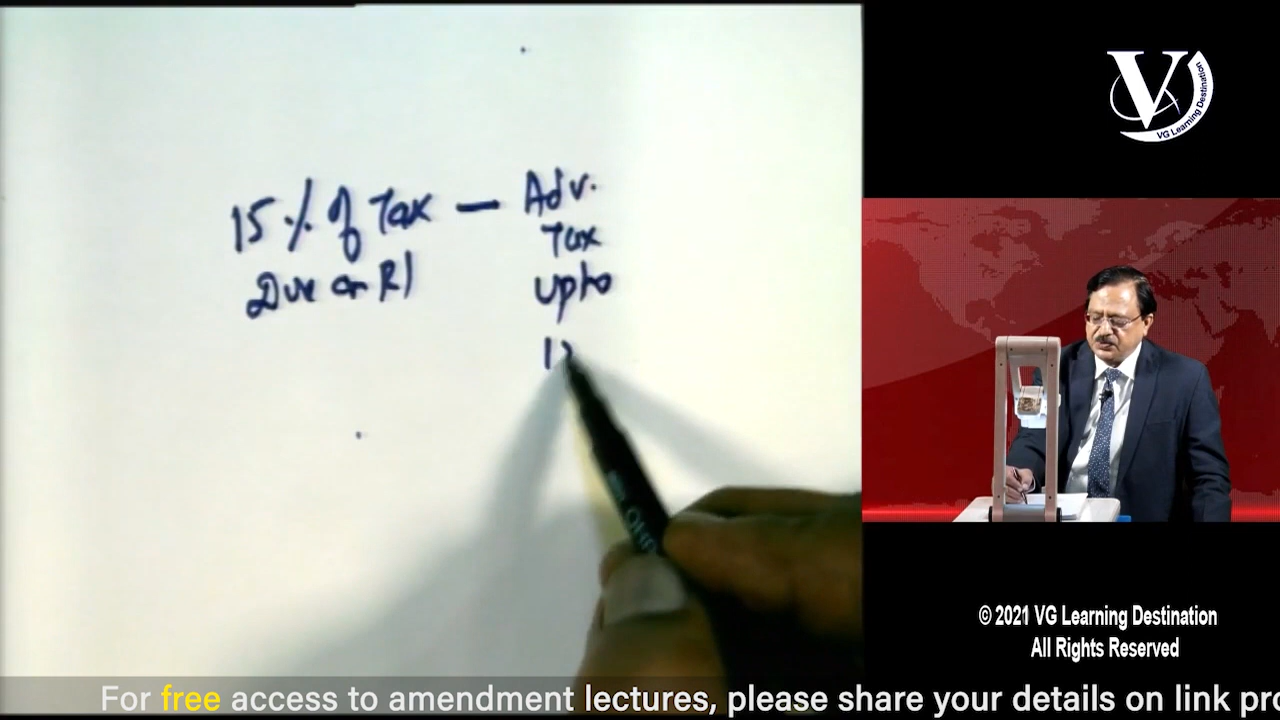 15 % of Tax — Adv.
Tax
Due on RI upto
V
VG Learning Destination
© 2021 VG Learning Destination
All Rights Reserved
For free access to amendment lectures, please share your details on link pro